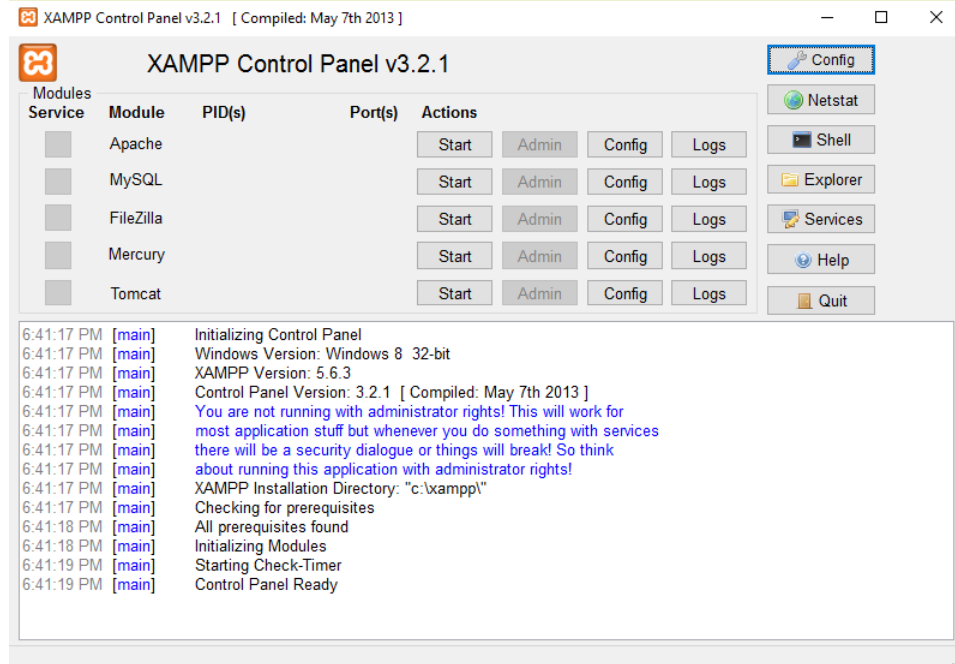 XAMPP Control Panel v3.2.1 [ Compiled: May 7th 2013 ]
XAMPP Control Panel v3.2.1
Config
Modules
Service Module PID(s) Port(s) Actions
Netstat
Apache Start Admin Config Logs
Shell
MySQL Start Admin Config Logs
Explorer
FileZilla Start Admin Config Logs
Services
Mercury Start Admin Config Logs
Help
Tomcat Start Admin Config Logs
Quit
6:41:17 PM [main] Initializing Control Panel
6:41:17 PM [main] Windows Version: Windows 8 32-bit
6:41:17 PM [main] XAMPP Version: 5.6.3
6:41:17 PM [main] Control Panel Version: 3.2.1 [ Compiled: May 7th 2013 ]
6:41:17 PM [main] You are not running with administrator rights! This will work for
6:41:17 PM [main] most application stuff but whenever you do something with services
6:41:17 PM [main] there will be a security dialogue or things will break! So think
6:41:17 PM [main] about running this application with administrator rights!
6:41:17 PM [main] XAMPP Installation Directory: "c:\xampp\"
6:41:17 PM [main] Checking for prerequisites
6:41:18 PM [main] All prerequisites found
6:41:18 PM [main] Initializing Modules
6:41:19 PM [main] Starting Check-Timer
6:41:19 PM [main] Control Panel Ready